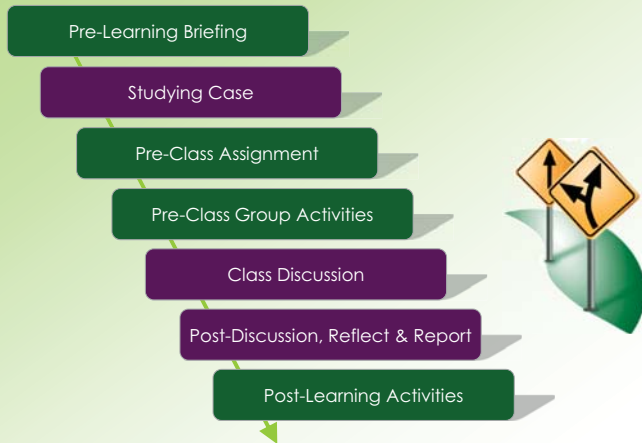 Pre-Learning Briefing
Studying Case
Pre-Class Assignment
Pre-Class Group Activities
Class Discussion
Post-Discussion, Reflect & Report
Post-Learning Activities